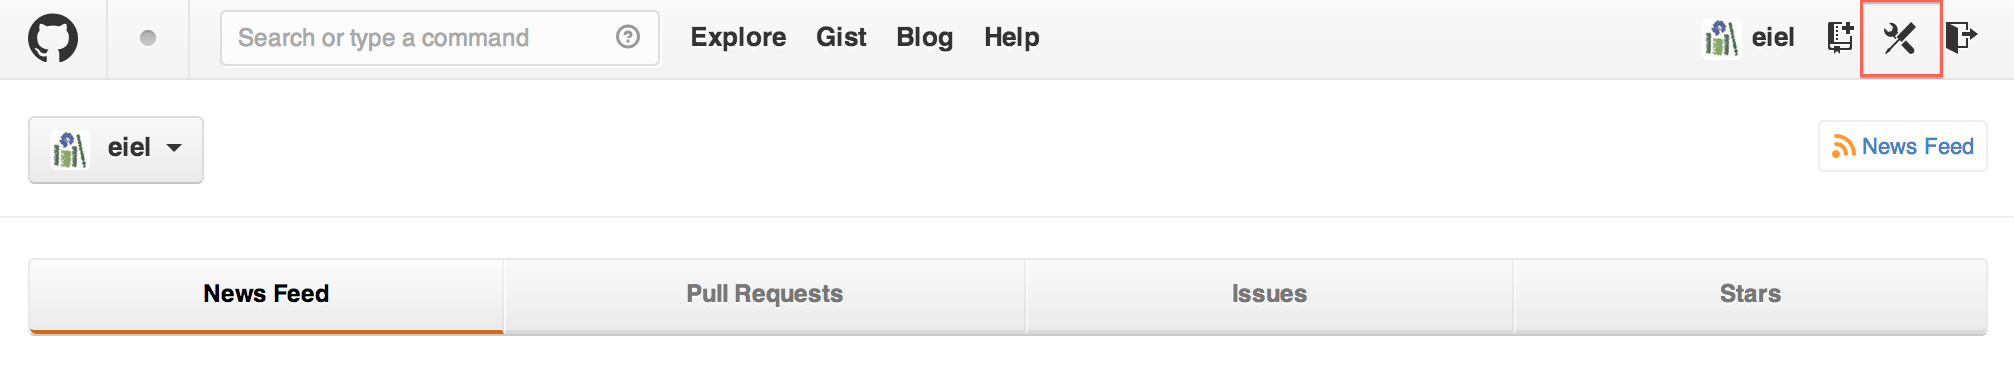 Search or type a command
Explore Gist Blog Help
eiel
eiel
News Feed
News Feed
Pull Requests
Issues
Stars